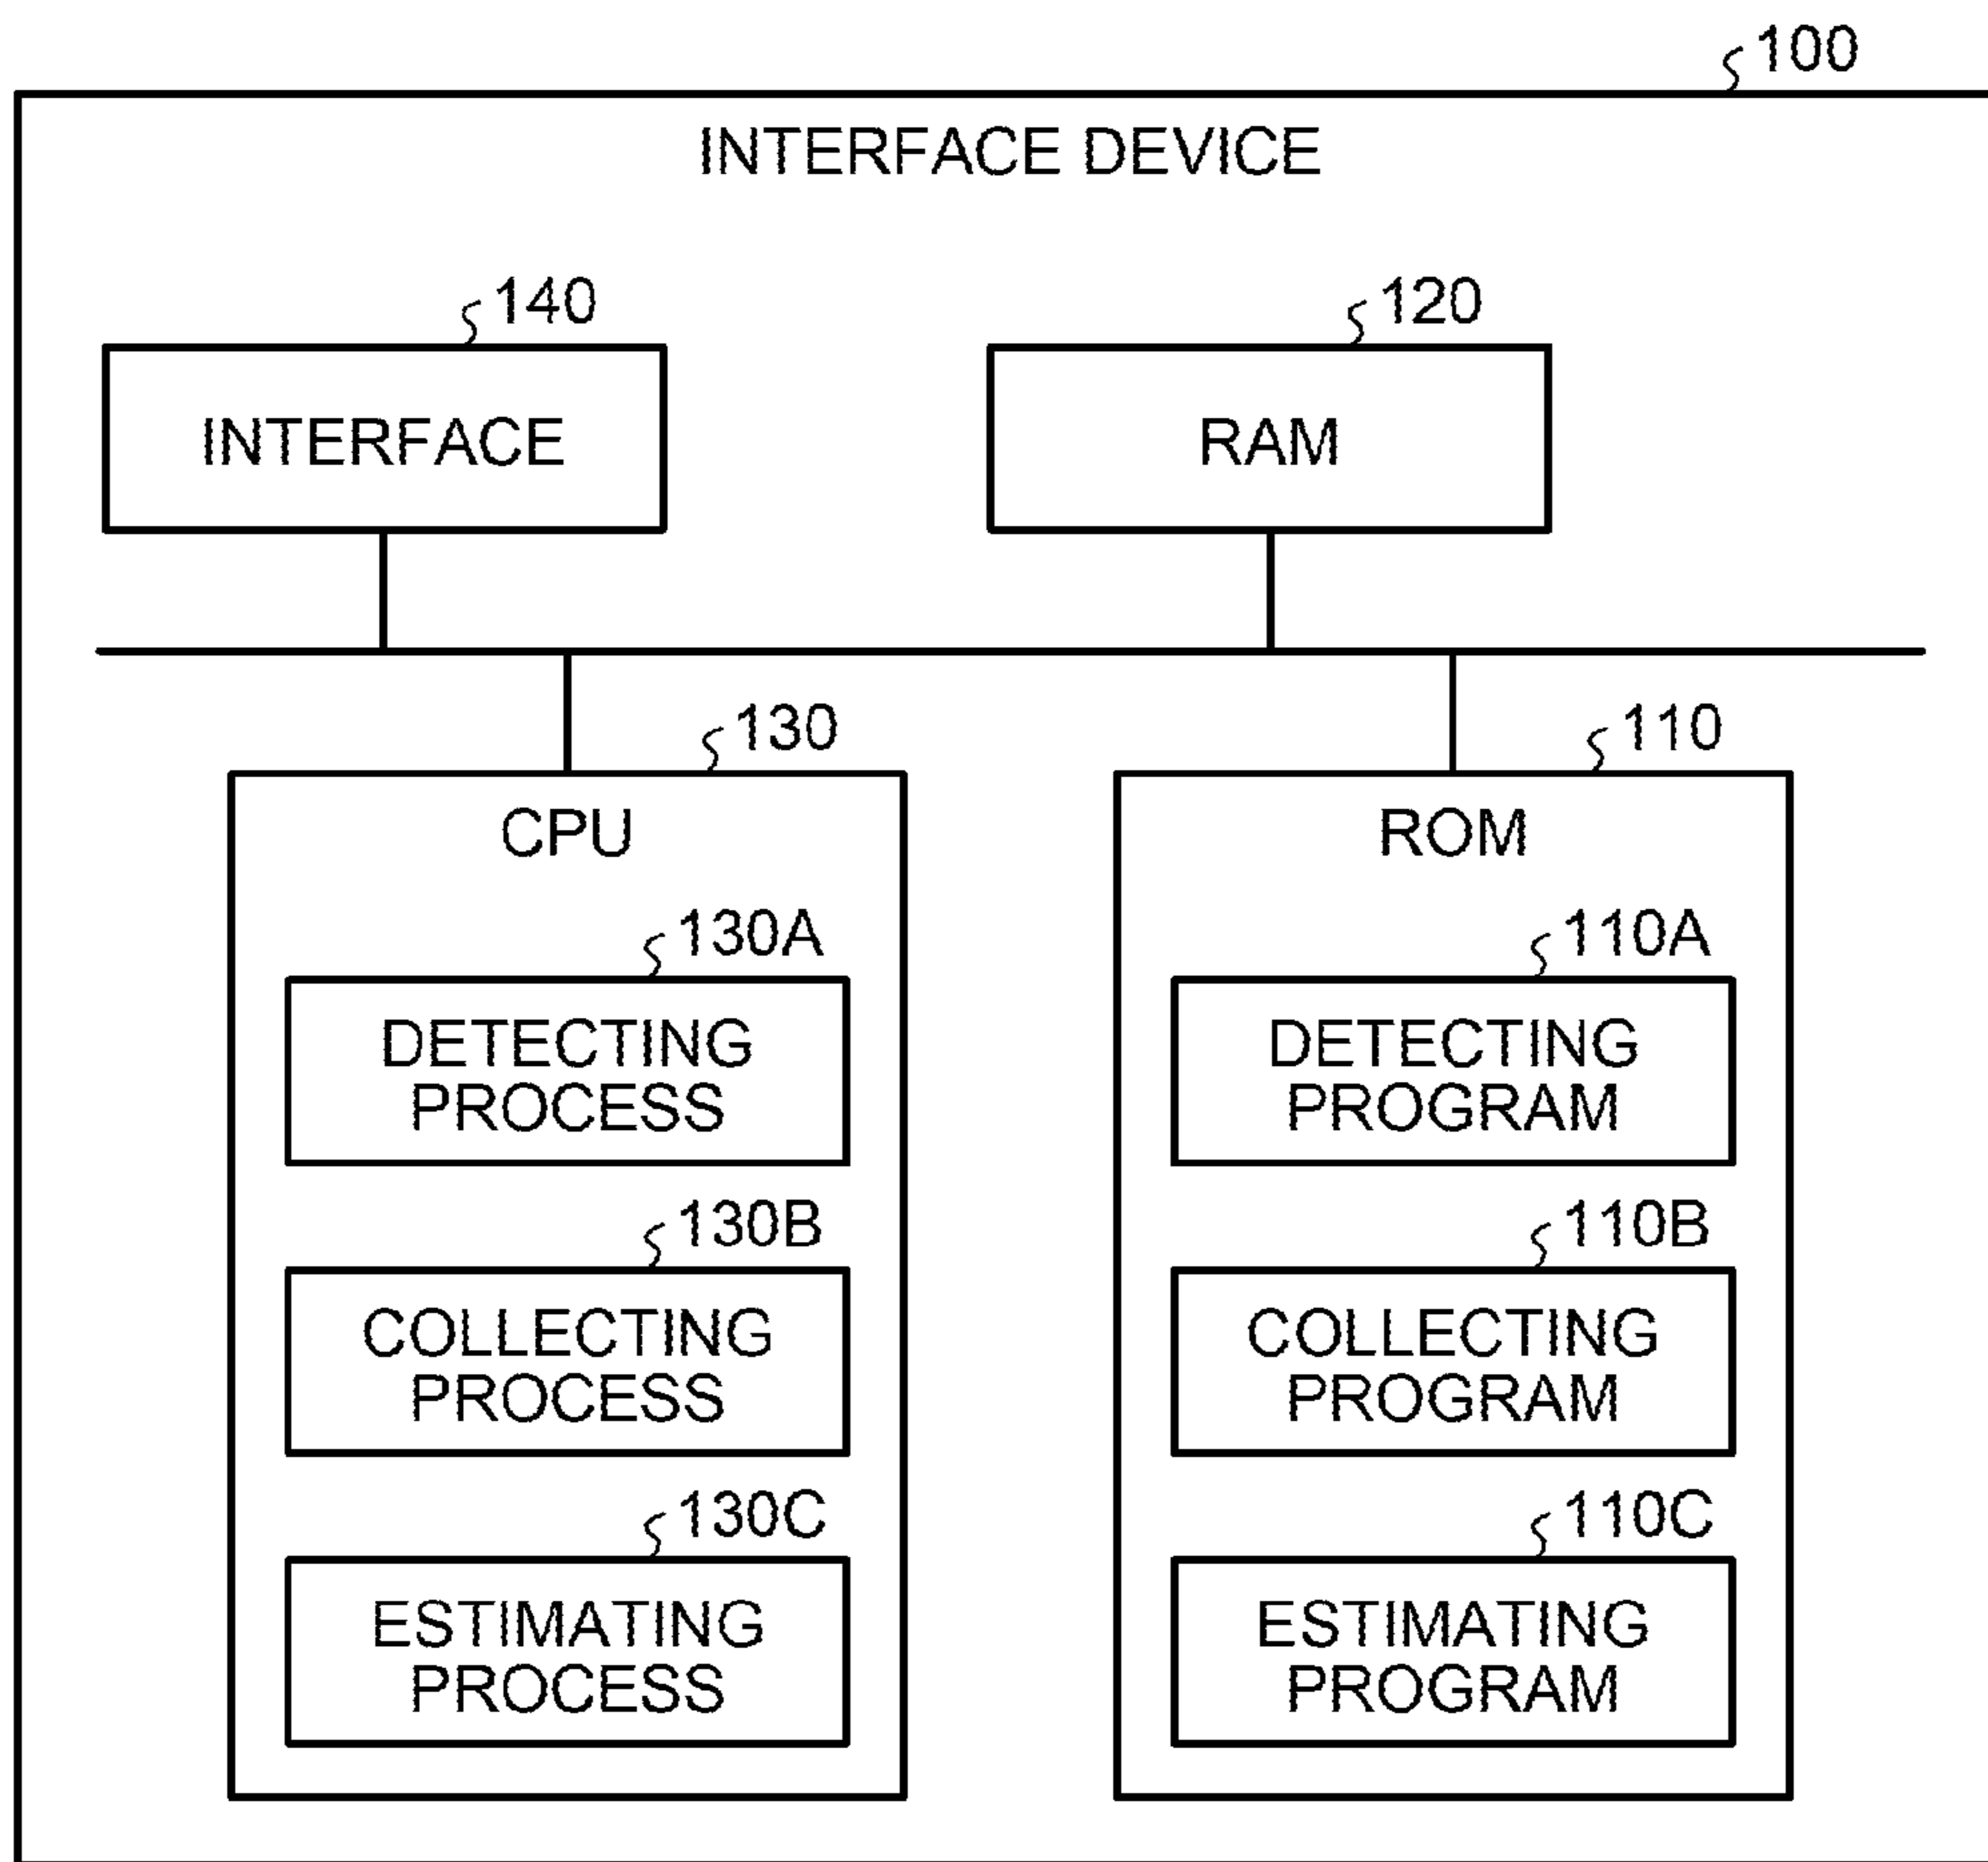 100
INTERFACE DEVICE
140
INTERFACE
120
RAM
130
CPU
130A
DETECTING
PROCESS
130B
COLLECTING
PROCESS
130C
ESTIMATING
PROCESS
110
ROM
110A
DETECTING
PROGRAM
110B
COLLECTING
PROGRAM
110C
ESTIMATING
PROGRAM